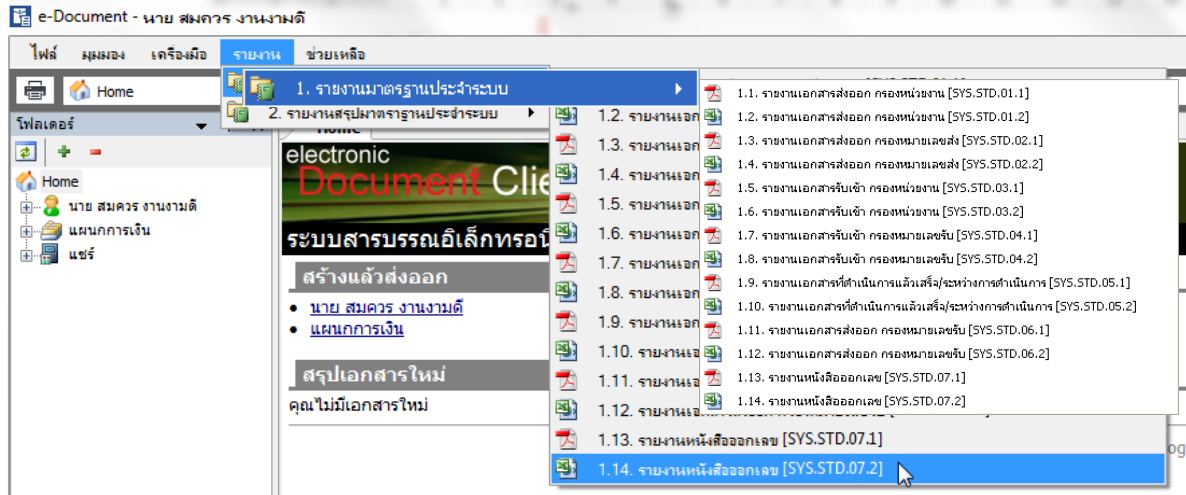 e-Document - นาย สมควร งานงามดี
ไฟล์ มุมมอง เครื่องมือ รายงาน ช่วยเหลือ
Home
1. รายงานมาตรฐานประจำระบบ
2. รายงานสรุปมาตราฐานประจำระบบ
โฟลเดอร์
Home
นาย สมควร งานงามดี
แผนกการเงิน
แชร์
Home
electronic
Document Clie
ระบบสารบรรณอิเล็กทรอนิ
สร้างแล้วส่งออก
นาย สมควร งานงามดี
แผนกการเงิน
สรุปเอกสารใหม่
คุณไม่มีเอกสารใหม่
1.2. รายงานเอก
1.3. รายงานเอก
1.4. รายงานเอก
1.5. รายงานเอก
1.6. รายงานเอก
1.7. รายงานเอก
1.8. รายงานเอก
1.9. รายงานเอก
1.10. รายงานเอ
1.11. รายงานเอ
1.12. รายงานเอ
1.13. รายงานหนังสือออกเลข [SYS.STD.07.1]
1.14. รายงานหนังสือออกเลข [SYS.STD.07.2]
1.1. รายงานเอกสารส่งออก กรองหน่วยงาน [SYS.STD.01.1]
1.2. รายงานเอกสารส่งออก กรองหน่วยงาน [SYS.STD.01.2]
1.3. รายงานเอกสารส่งออก กรองหมายเลขส่ง [SYS.STD.02.1]
1.4. รายงานเอกสารส่งออก กรองหมายเลขส่ง [SYS.STD.02.2]
1.5. รายงานเอกสารรับเข้า กรองหน่วยงาน [SYS.STD.03.1]
1.6. รายงานเอกสารรับเข้า กรองหน่วยงาน [SYS.STD.03.2]
1.7. รายงานเอกสารรับเข้า กรองหมายเลขรับ [SYS.STD.04.1]
1.8. รายงานเอกสารรับเข้า กรองหมายเลขรับ [SYS.STD.04.2]
1.9. รายงานเอกสารที่ดำเนินการแล้วเสร็จ/ระหว่างการดำเนินการ [SYS.STD.05.1]
1.10. รายงานเอกสารที่ดำเนินการแล้วเสร็จ/ระหว่างการดำเนินการ [SYS.STD.05.2]
1.11. รายงานเอกสารส่งออก กรองหมายเลขรับ [SYS.STD.06.1]
1.12. รายงานเอกสารส่งออก กรองหมายเลขรับ [SYS.STD.06.2]
1.13. รายงานหนังสือออกเลข [SYS.STD.07.1]
1.14. รายงานหนังสือออกเลข [SYS.STD.07.2]
og